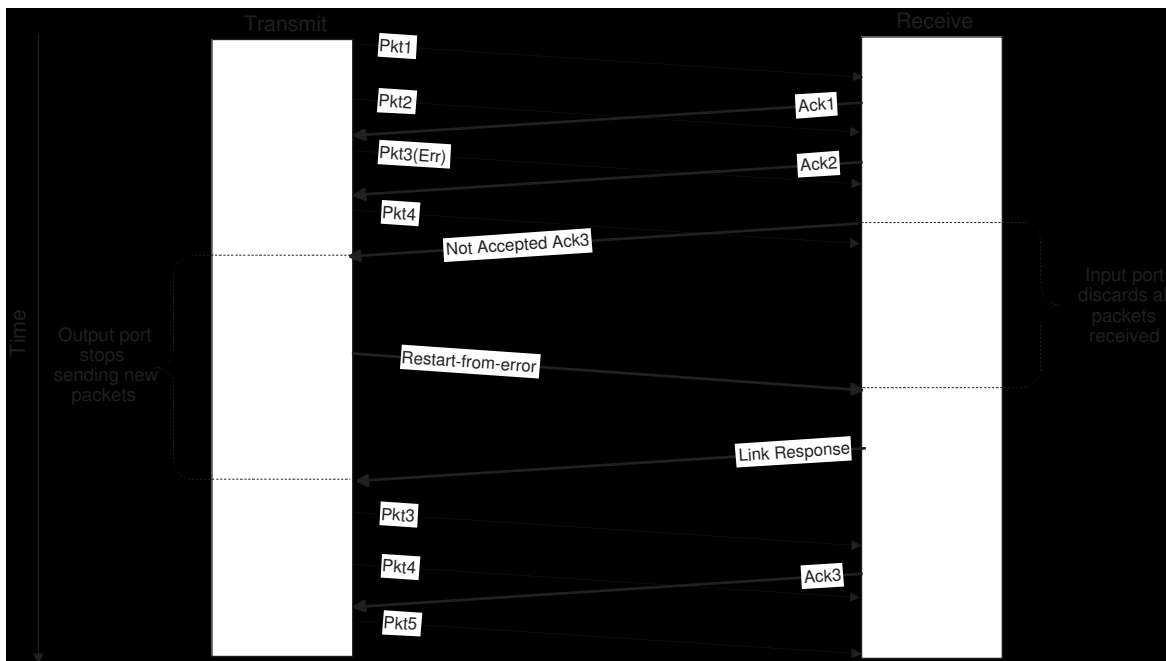 Transmit
Receive
Pkt1
Pkt2
Ack1
Pkt3(Err)
Ack2
Pkt4
Not Accepted Ack3
Input port
discards al
packets
received
Time
Output port
stops
sending new
packets
Restart-from-error
Link Response
Pkt3
Pkt4
Ack3
Pkt5